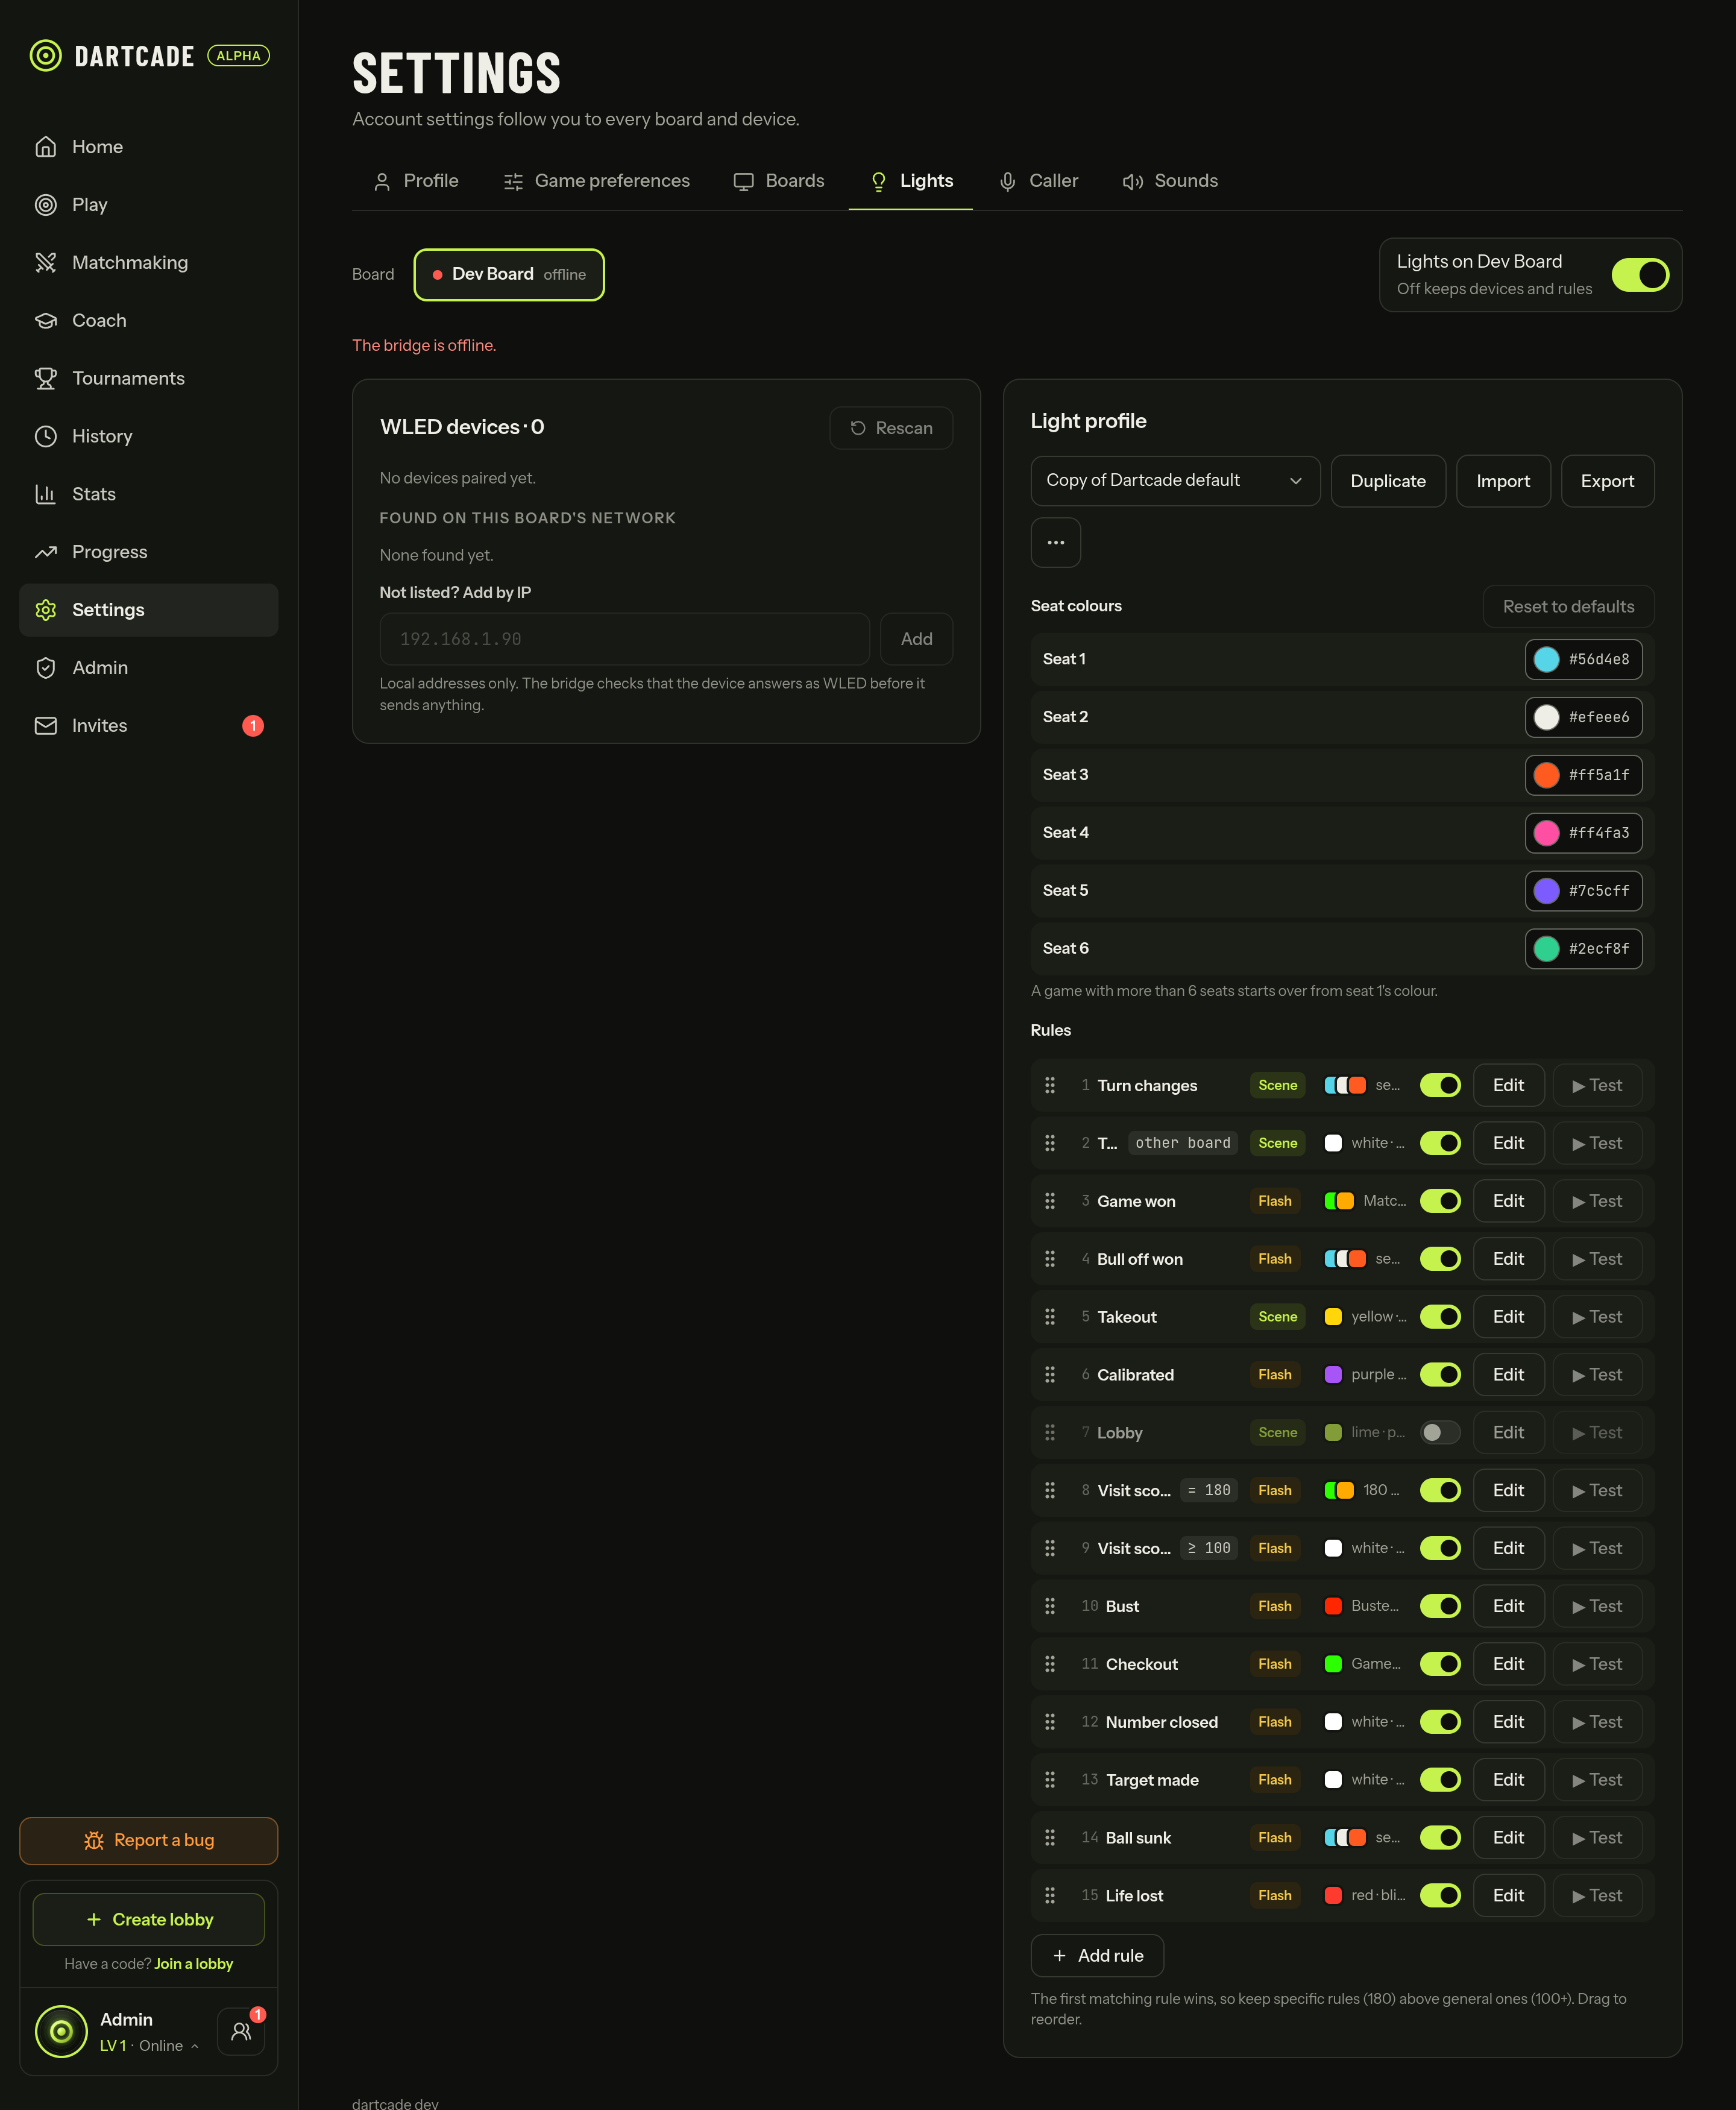 DARTCADE ALPHA
Home
Play
Matchmaking
Coach
Tournaments
History
Stats
Progress
Settings
Admin
Invites 1
Report a bug
+ Create lobby
Have a code? Join a lobby
Admin
LV 1 · Online
1
SETTINGS
Account settings follow you to every board and device.
Profile Game preferences Boards Lights Caller Sounds
Board Dev Board offline
Lights on Dev Board
Off keeps devices and rules
The bridge is offline.
WLED devices · 0 Rescan
No devices paired yet.
FOUND ON THIS BOARD'S NETWORK
None found yet.
Not listed? Add by IP
192.168.1.90 Add
Local addresses only. The bridge checks that the device answers as WLED before it
sends anything.
Light profile
Copy of Dartcade default Duplicate Import Export
...
Seat colours Reset to defaults
Seat 1 #56d4e8
Seat 2 #efeee6
Seat 3 #ff5a1f
Seat 4 #ff4fa3
Seat 5 #7c5cff
Seat 6 #2ecf8f
A game with more than 6 seats starts over from seat 1's colour.
Rules
1 Turn changes Scene se... Edit ▶ Test
2 T... other board Scene white · ... Edit ▶ Test
3 Game won Flash Matc... Edit ▶ Test
4 Bull off won Flash se... Edit ▶ Test
5 Takeout Scene yellow ·... Edit ▶ Test
6 Calibrated Flash purple ... Edit ▶ Test
7 Lobby Scene lime · p... Edit ▶ Test
8 Visit sco... = 180 Flash 180 ... Edit ▶ Test
9 Visit sco... ≥ 100 Flash white · ... Edit ▶ Test
10 Bust Flash Buste... Edit ▶ Test
11 Checkout Flash Game... Edit ▶ Test
12 Number closed Flash white · ... Edit ▶ Test
13 Target made Flash white · ... Edit ▶ Test
14 Ball sunk Flash se... Edit ▶ Test
15 Life lost Flash red · bli... Edit ▶ Test
+ Add rule
The first matching rule wins, so keep specific rules (180) above general ones (100+). Drag to
reorder.
dartcade dev